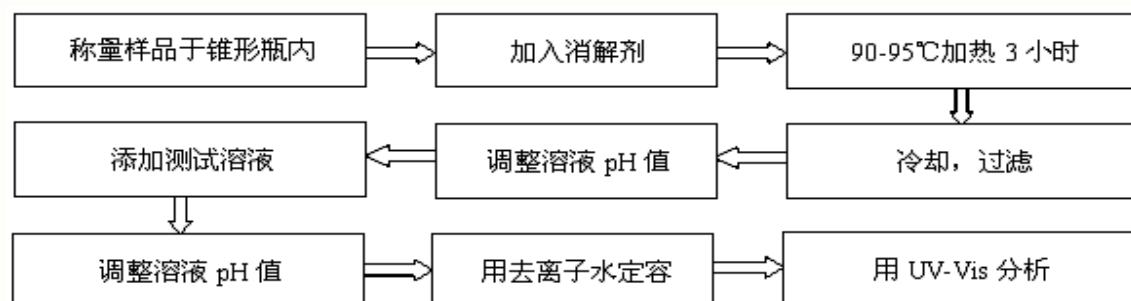 称量样品于锥形瓶内
加入消解剂
90-95℃加热 3 小时
冷却，过滤
调整溶液 pH 值
添加测试溶液
调整溶液 pH 值
用去离子水定容
用 UV-Vis 分析